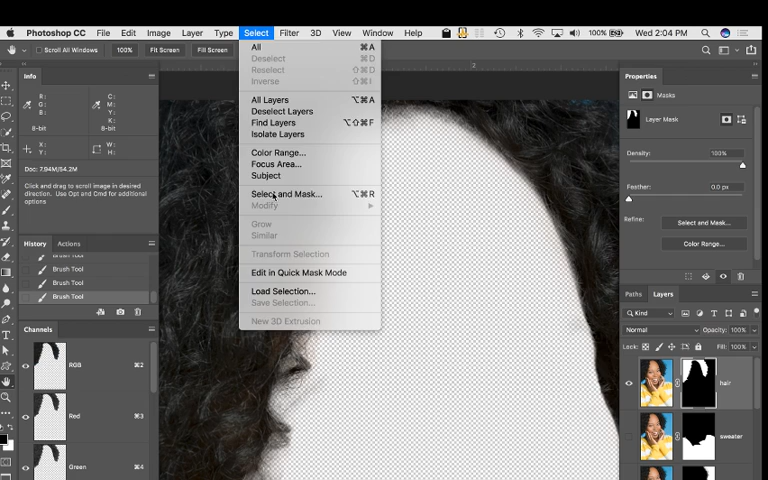 Photoshop CC File Edit Image Layer Type Select Filter 3D View Window Help 100% Wed 2:04 PM
Scroll All Windows 100% Fit Screen Fill Screen
Info
R:
G:
B:
8-bit
C:
M:
Y:
K:
8-bit
X:
Y:
W:
H:
Doc: 7.94M/54.2M
Click and drag to scroll image in desired
direction. Use Opt and Cmd for additional
options
History Actions
Brush Tool
Brush Tool
Brush Tool
Brush Tool
Channels
RGB ⌘2
Red ⌘3
Green ⌘4
All ⌘A
Deselect ⌘D
Reselect ⇧⌘D
Inverse ⇧⌘I
All Layers ⌥⌘A
Deselect Layers
Find Layers ⌥⇧⌘F
Isolate Layers
Color Range...
Focus Area...
Subject
Select and Mask... ⌥⌘R
Modify
Grow
Similar
Transform Selection
Edit in Quick Mask Mode
Load Selection...
Save Selection...
New 3D Extrusion
2
Properties
Masks
Layer Mask
Density: 100%
Feather: 0.0 px
Refine: Select and Mask...
Color Range...
Paths Layers
Kind
Normal Opacity: 100%
Lock: Fill: 100%
hair
sweater